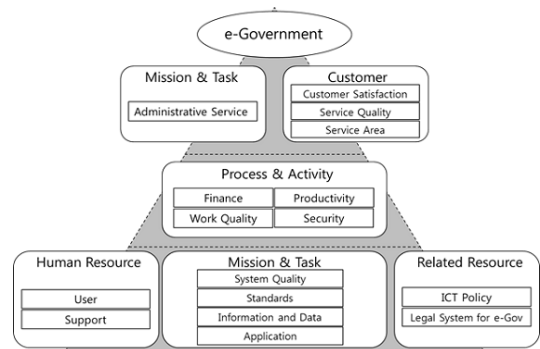 e-Government
Mission & Task
Administrative Service
Customer
Customer Satisfaction
Service Quality
Service Area
Process & Activity
Finance
Productivity
Work Quality
Security
Human Resource
User
Support
Mission & Task
System Quality
Standards
Information and Data
Application
Related Resource
ICT Policy
Legal System for e-Gov